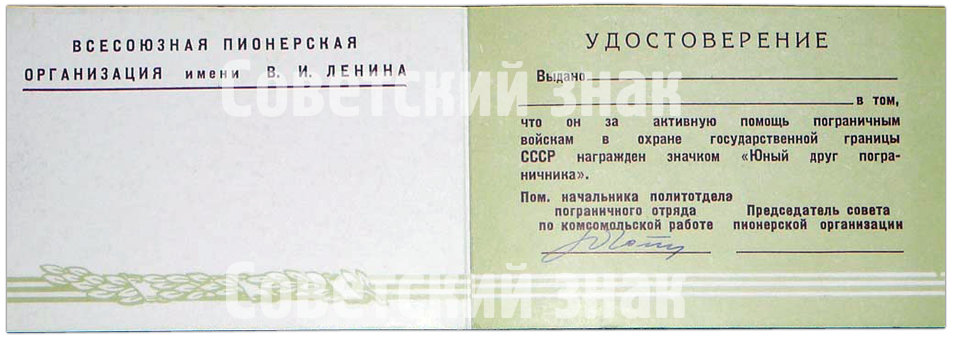 ВСЕСОЮЗНАЯ ПИОНЕРСКАЯ
ОРГАНИЗАЦИЯ имени В. И. ЛЕНИНА
УДОСТОВЕРЕНИЕ
Выдано
в том,
что он за активную помощь пограничным
войскам в охране государственной границы
СССР награжден значком «Юный друг погра-
ничника».
Пом. начальника политотдела
пограничного отряда
по комсомольской работе
Председатель совета
пионерской организации
Советский знак
Советский знак